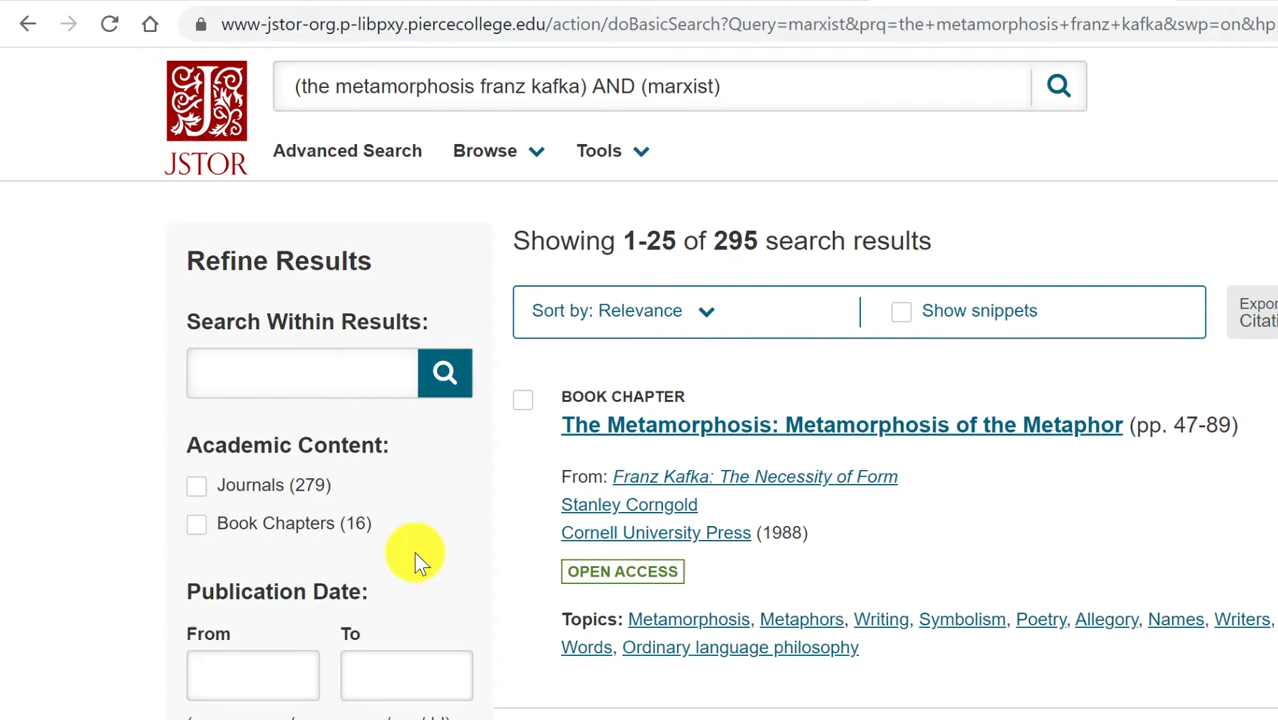 www-jstor-org.p-libpxy.piercecollege.edu/action/doBasicSearch?Query=marxist&prq=the+metamorphosis+franz+kafka&swp=on&hp
(the metamorphosis franz kafka) AND (marxist)
J
JSTOR
Advanced Search Browse Tools
Refine Results
Showing 1-25 of 295 search results
Search Within Results:
Sort by: Relevance
Show snippets
Expor
Citati
Academic Content:
Journals (279)
Book Chapters (16)
BOOK CHAPTER
The Metamorphosis: Metamorphosis of the Metaphor (pp. 47-89)
From: Franz Kafka: The Necessity of Form
Stanley Corngold
Cornell University Press (1988)
OPEN ACCESS
Topics: Metamorphosis, Metaphors, Writing, Symbolism, Poetry, Allegory, Names, Writers,
Words, Ordinary language philosophy
Publication Date:
From To